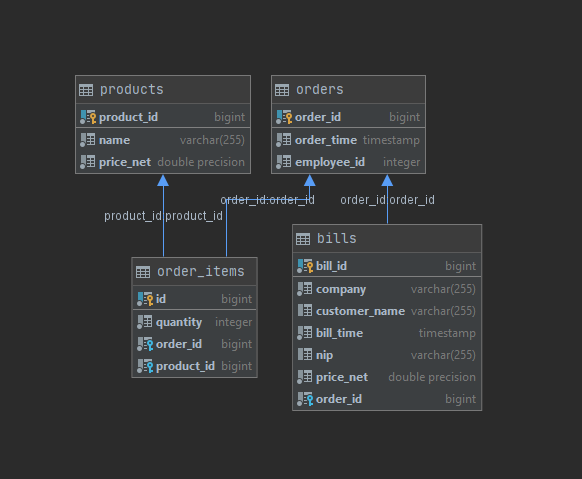 products
product_id bigint
name varchar(255)
price_net double precision
orders
order_id bigint
order_time timestamp
employee_id integer
product_id:product_id
order_id:order_id
order_id:order_id
order_items
id bigint
quantity integer
order_id bigint
product_id bigint
bills
bill_id bigint
company varchar(255)
customer_name varchar(255)
bill_time timestamp
nip varchar(255)
price_net double precision
order_id bigint